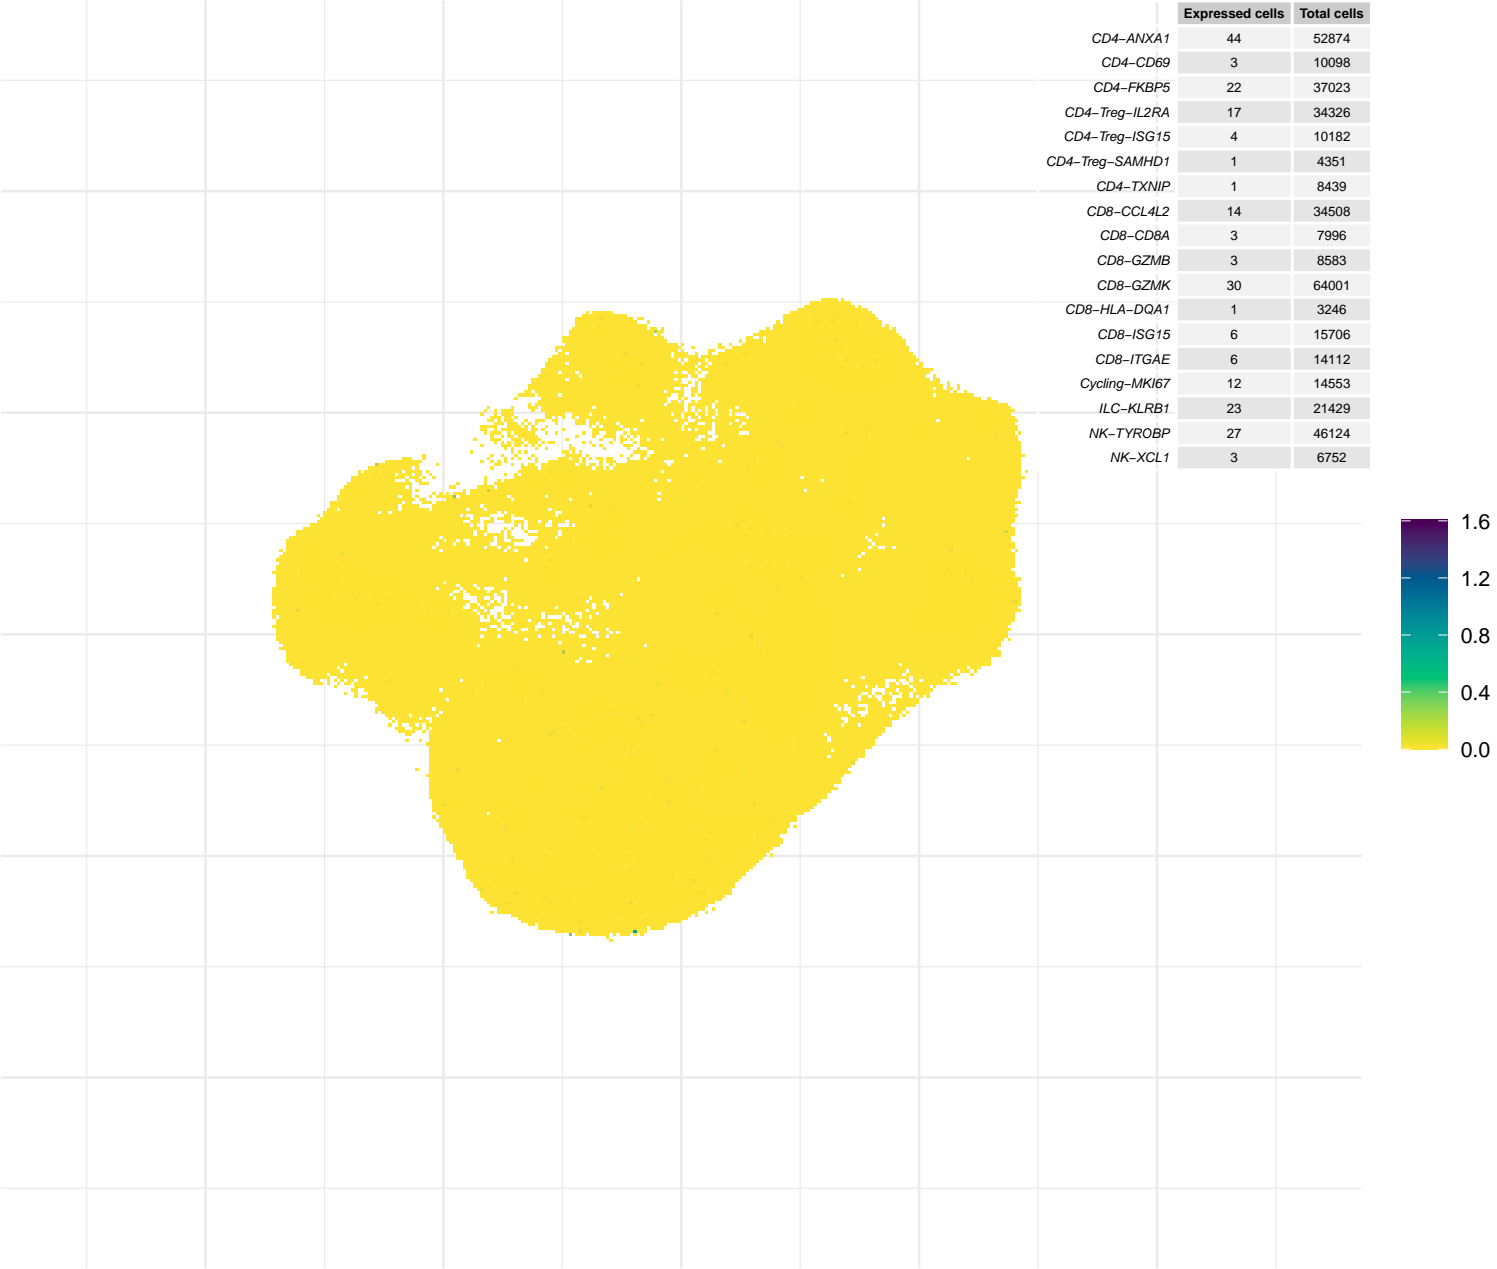 Expressed cells Total cells
CD4−ANXA1 44 52874
CD4−CD69 3 10098
CD4−FKBP5 22 37023
CD4−Treg−IL2RA 17 34326
CD4−Treg−ISG15 4 10182
CD4−Treg−SAMHD1 1 4351
CD4−TXNIP 1 8439
CD8−CCL4L2 14 34508
CD8−CD8A 3 7996
CD8−GZMB 3 8583
CD8−GZMK 30 64001
CD8−HLA−DQA1 1 3246
CD8−ISG15 6 15706
CD8−ITGAE 6 14112
Cycling−MKI67 12 14553
ILC−KLRB1 23 21429
NK−TYROBP 27 46124
NK−XCL1 3 6752
1.6
1.2
0.8
0.4
0.0